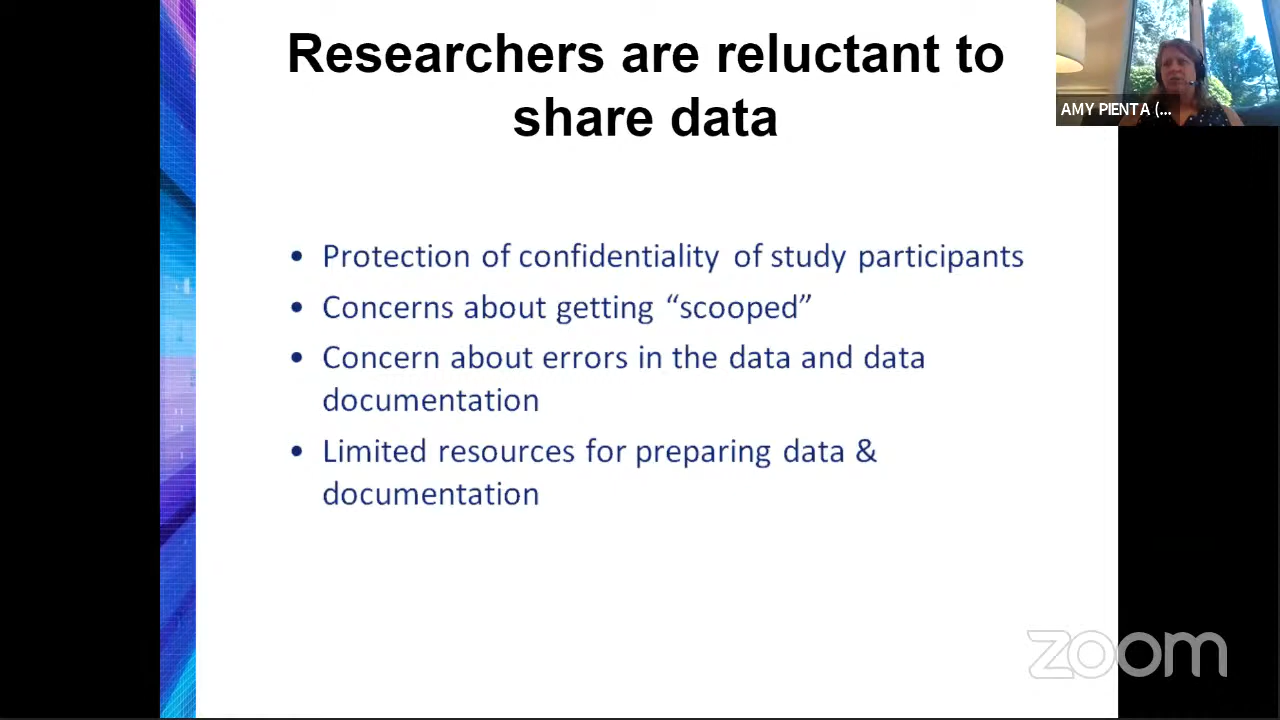 Researchers are reluctant to
share data
AMY PIENTA (...
• Protection of confidentiality of study participants
• Concerns about getting “scooped”
• Concern about errors in the data and data
documentation
• Limited resources for preparing data &
documentation
zoom